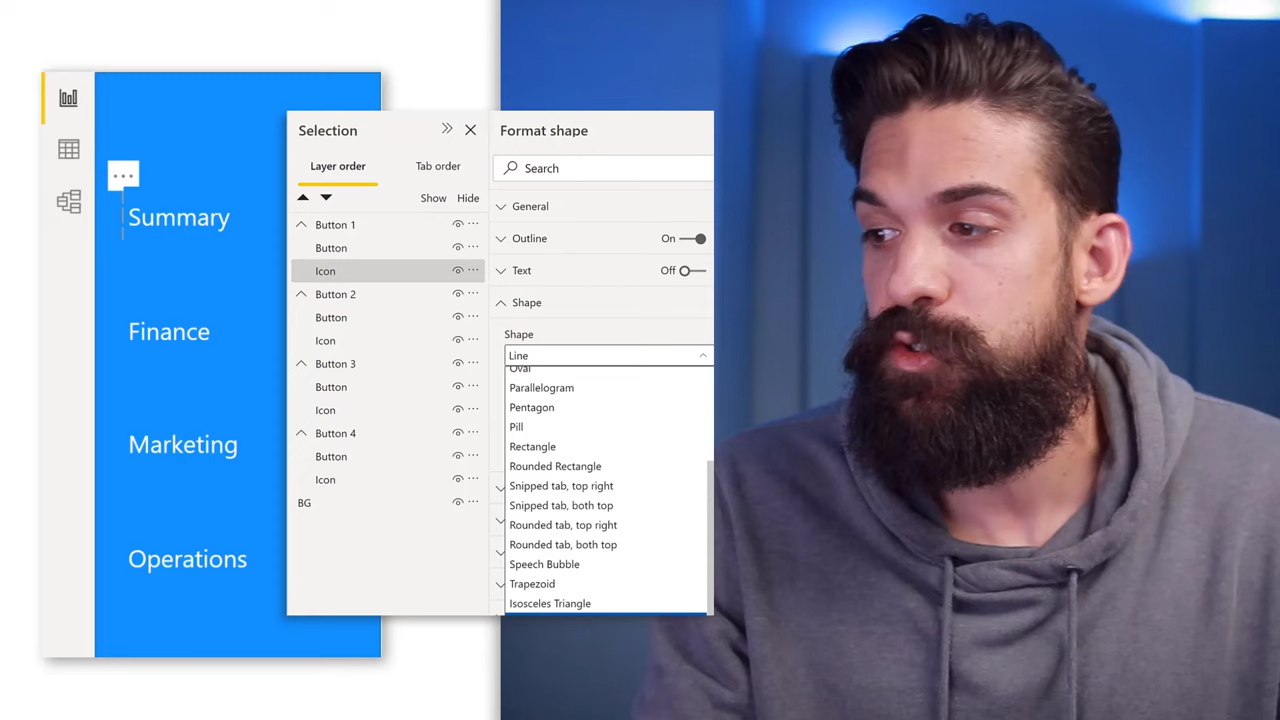 Summary
Finance
Marketing
Operations
Selection
Layer order
Tab order
Show Hide
Button 1
Button
Icon
Button 2
Button
Icon
Button 3
Button
Icon
Button 4
Button
Icon
BG
Format shape
Search
General
Outline On
Text Off
Shape
Shape
Line
Oval
Parallelogram
Pentagon
Pill
Rectangle
Rounded Rectangle
Snipped tab, top right
Snipped tab, both top
Rounded tab, top right
Rounded tab, both top
Speech Bubble
Trapezoid
Isosceles Triangle